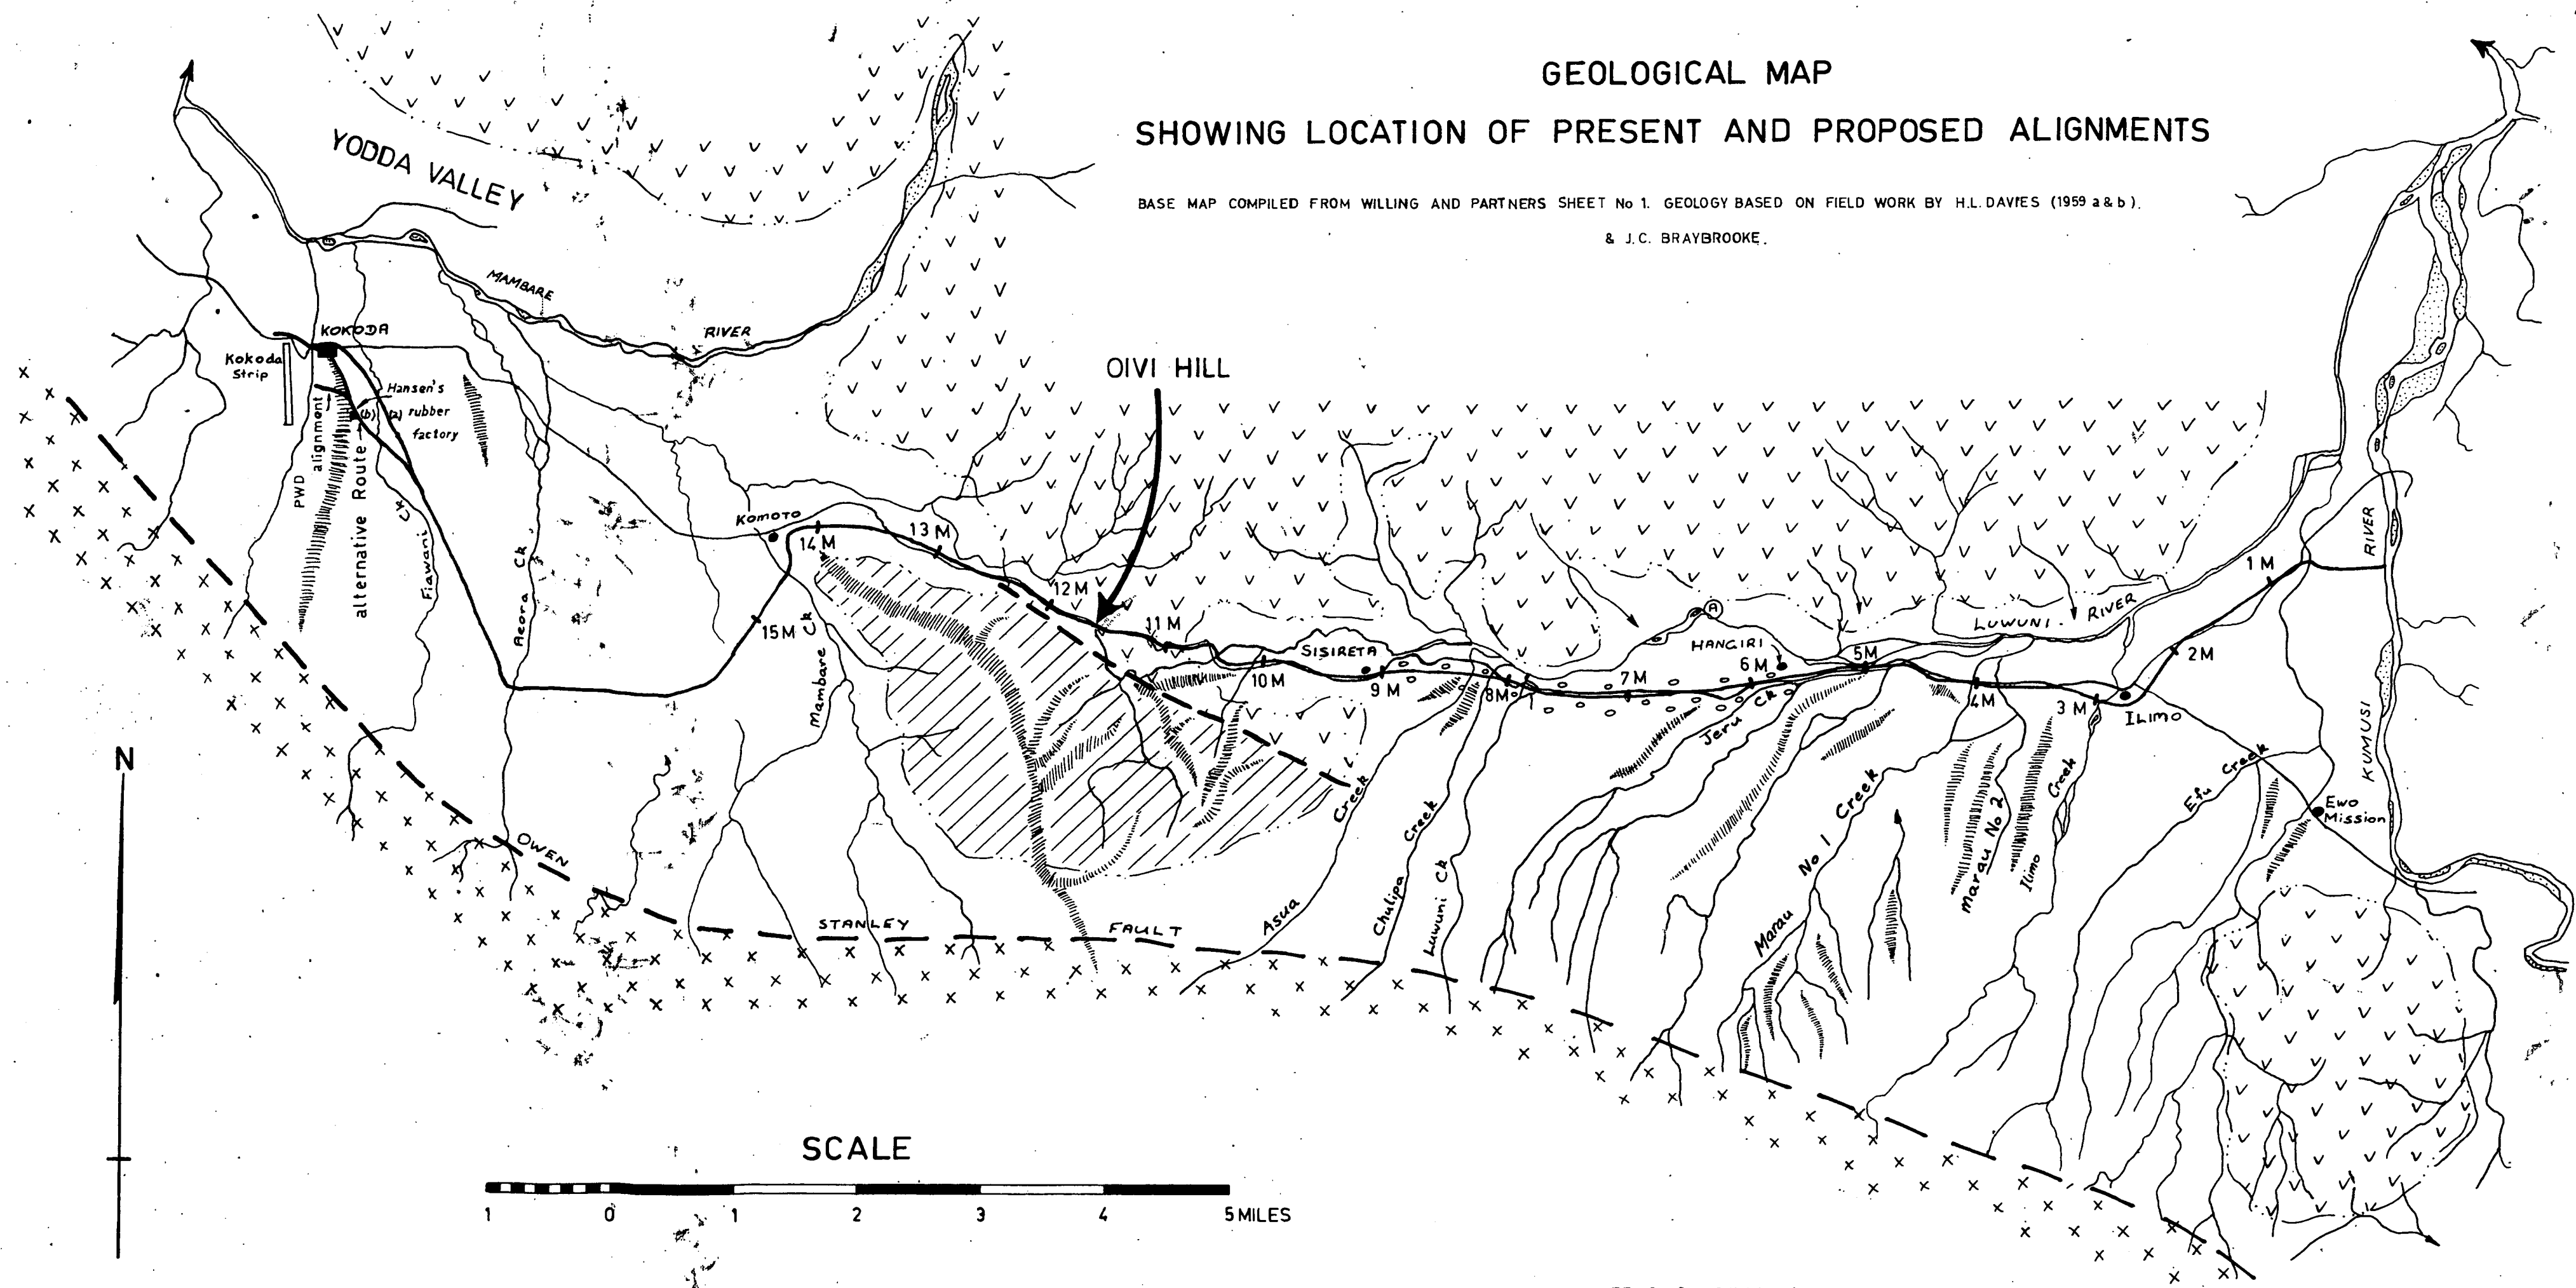 GEOLOGICAL MAP
SHOWING LOCATION OF PRESENT AND PROPOSED ALIGNMENTS
BASE MAP COMPILED FROM WILLING AND PARTNERS SHEET No 1. GEOLOGY BASED ON FIELD WORK BY H.L. DAVIES (1959 a & b).
& J.C. BRAYBROOKE.
YODDA VALLEY
MAMBARE
RIVER
KOKODA
Kokoda
Strip
Hansen's
(b) (a) rubber
factory
PWD
alignment
alternative Route
Ck
Fiawani
Aeora Ck
OIVI HILL
KOMOTO
14 M
13 M
12 M
11 M
15 M
Mambare Ck
SISIRETA
10 M
9 M
8M
7 M
A
HANGIRI
6 M
5M
4M
3 M
2M
1 M
LUWUNI RIVER
ILIMO
Jeru Ck
KUMUSI
RIVER
Asua
Creek
Chulipa Creek
Luwuni Ck
Marau No 1 Creek
Marau No 2
Ilimo Creek
Efu Creek
Ewo
Mission
OWEN
STANLEY
FAULT
N
SCALE
1 0 1 2 3 4 5 MILES